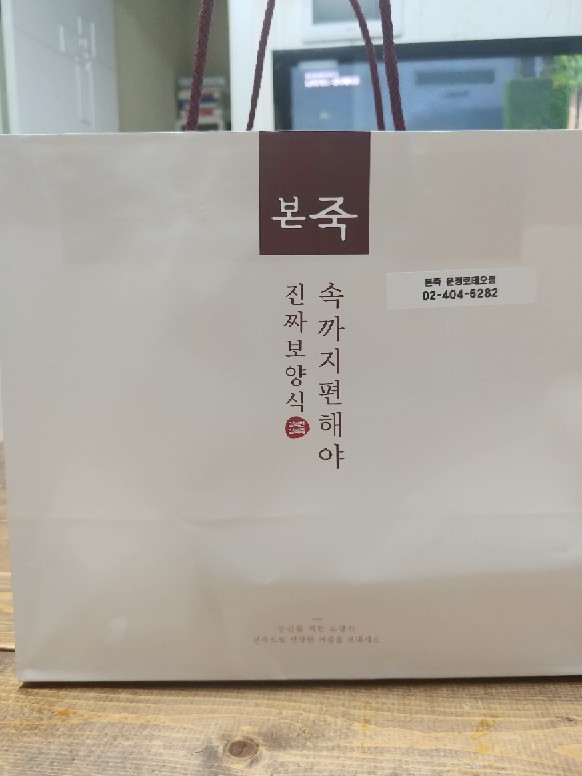 본죽
속까지편해야
진짜보양식
본죽 문정로데오점
02-404-6282